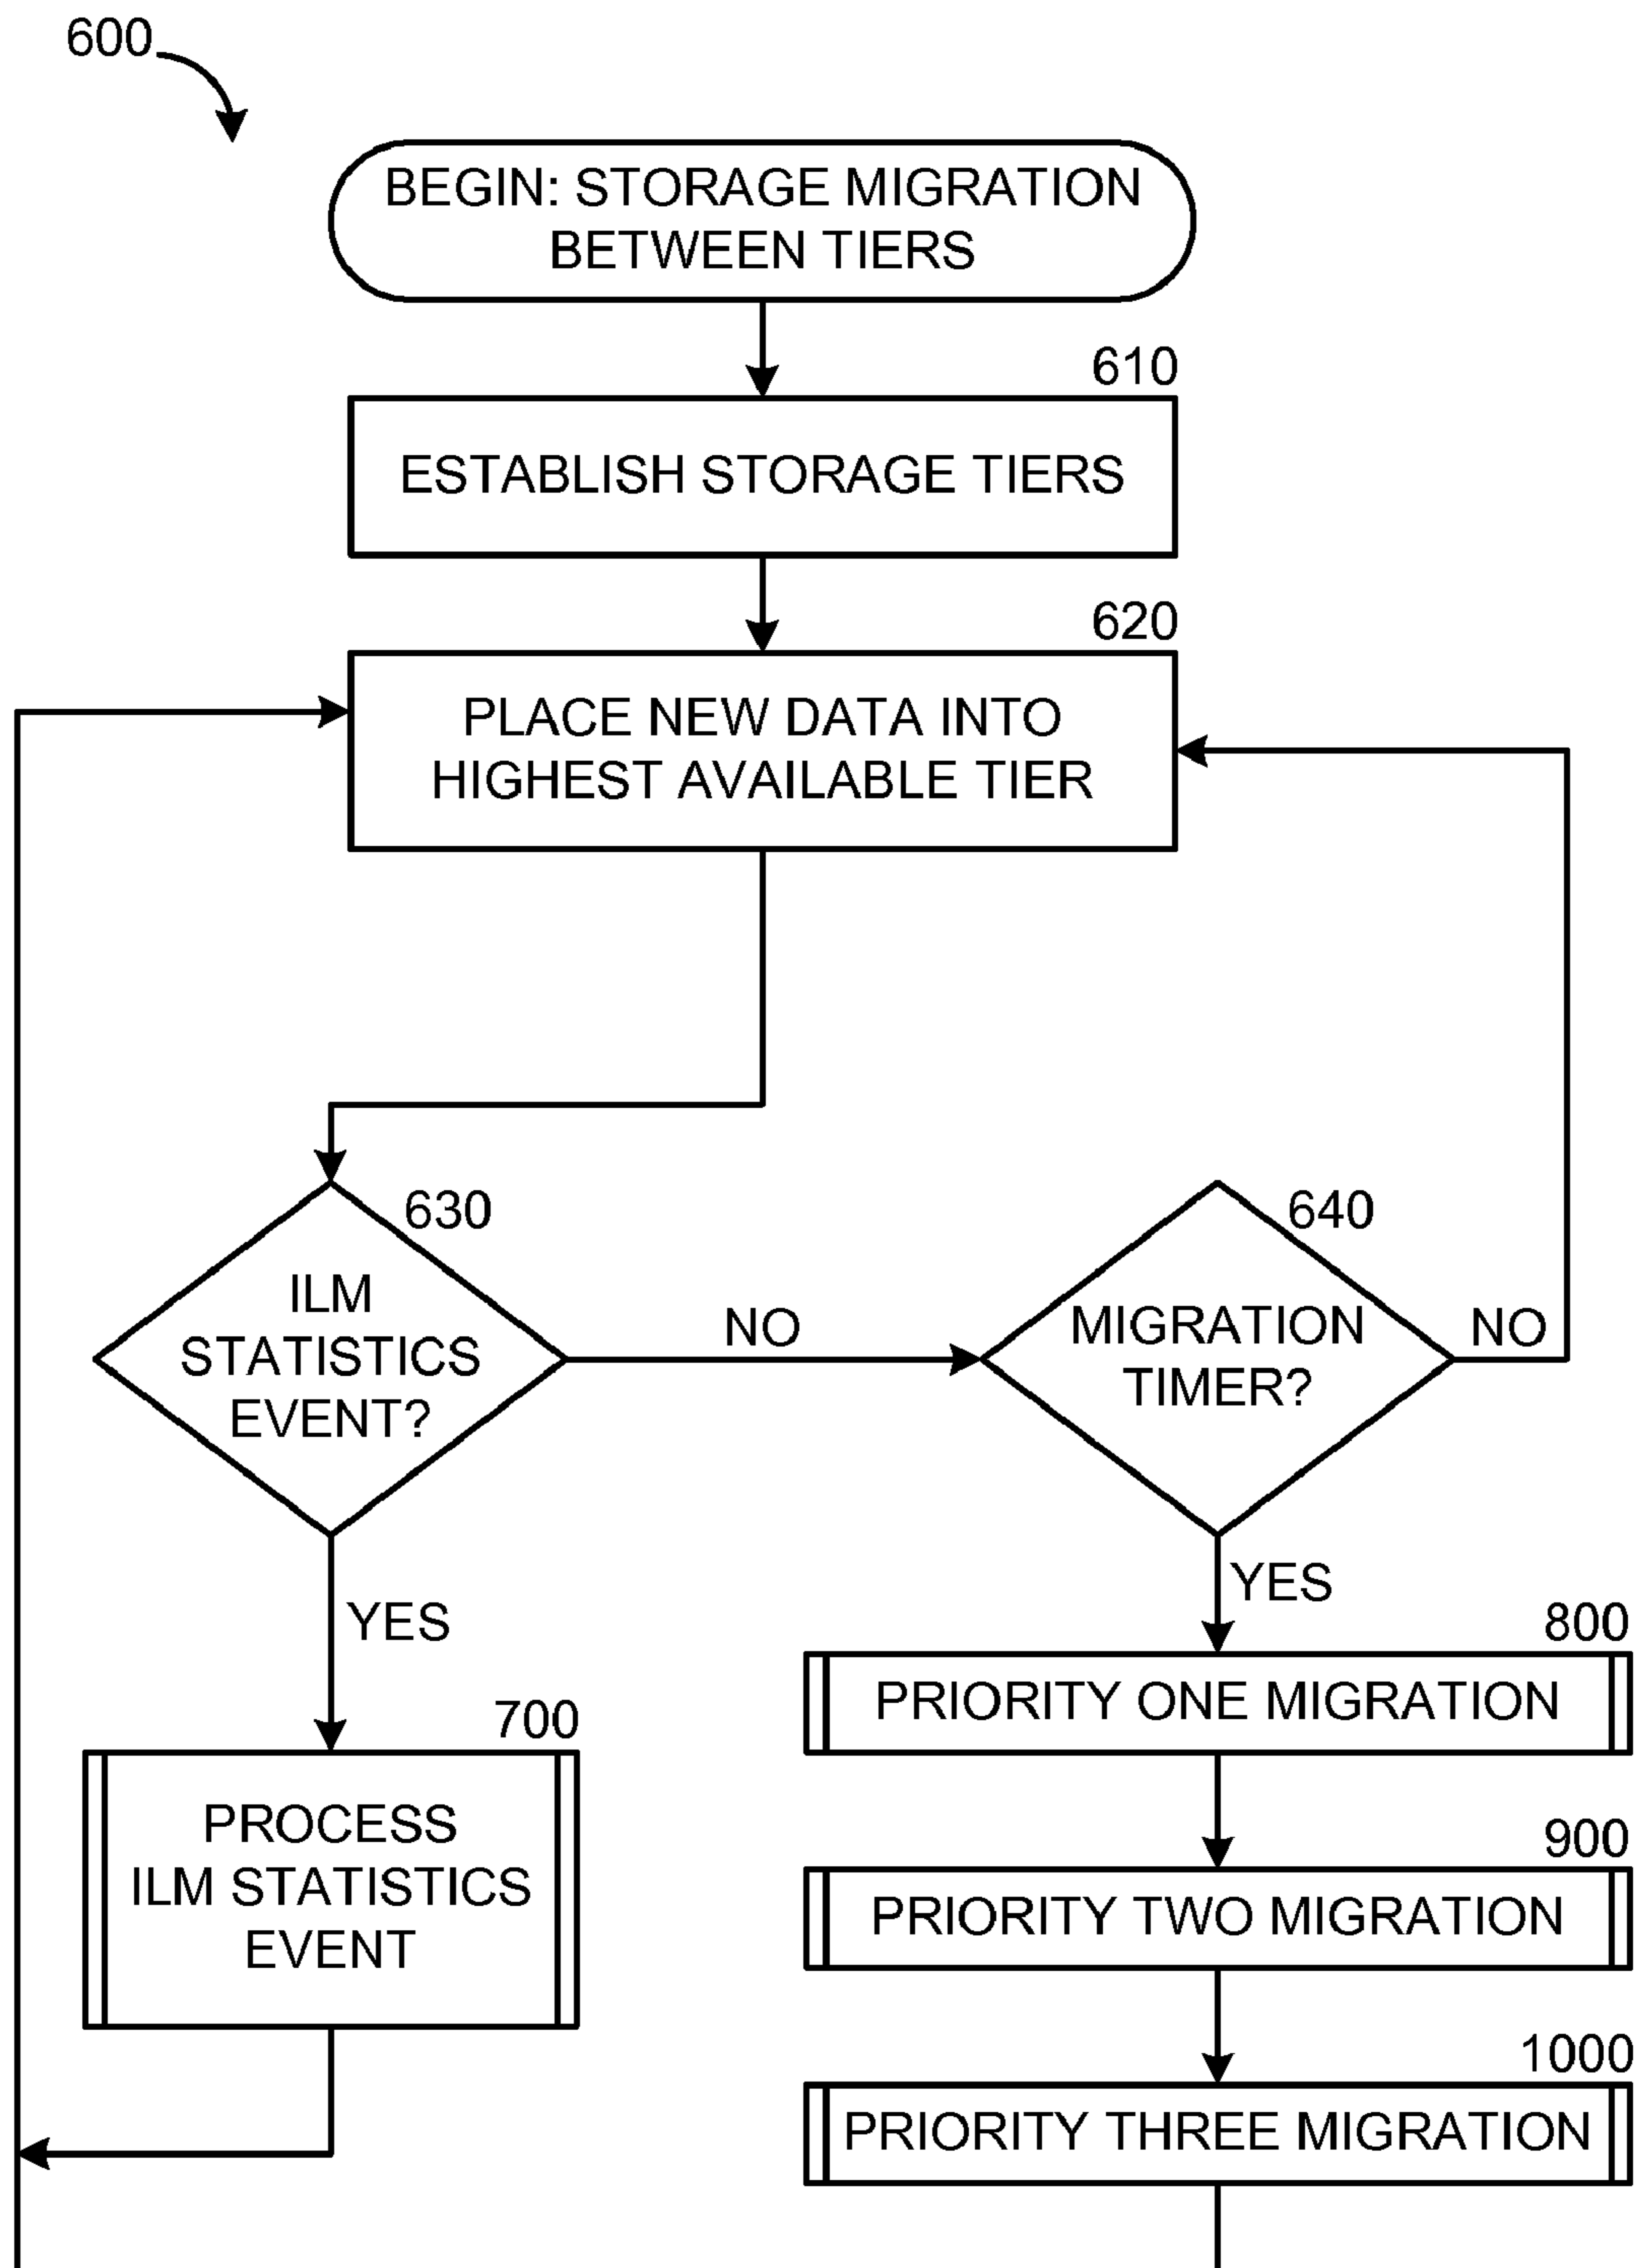 600
BEGIN: STORAGE MIGRATION
BETWEEN TIERS
610
ESTABLISH STORAGE TIERS
620
PLACE NEW DATA INTO
HIGHEST AVAILABLE TIER
630
ILM
STATISTICS
EVENT?
NO
640
MIGRATION
TIMER?
NO
YES
YES
700
PROCESS
ILM STATISTICS
EVENT
800
PRIORITY ONE MIGRATION
900
PRIORITY TWO MIGRATION
1000
PRIORITY THREE MIGRATION